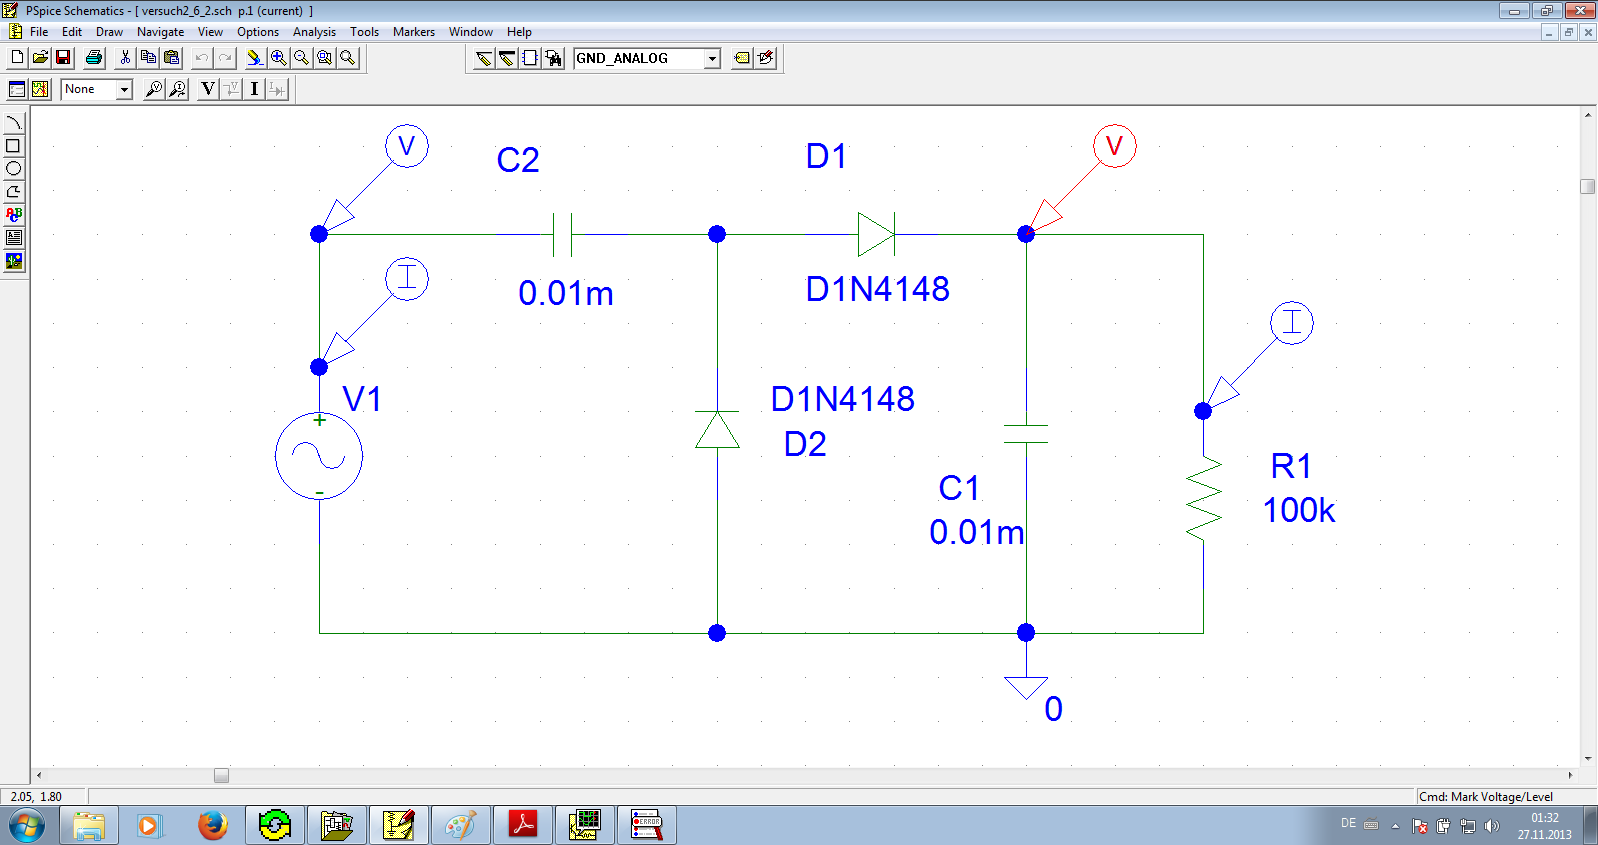 PSpice Schematics - [ versuch2_6_2.sch  p.1 (current)  ]
File Edit Draw Navigate View Options Analysis Tools Markers Window Help
GND_ANALOG
None
V
I
V
C2
D1
V
I
0.01m
D1N4148
I
V1
+
-
D1N4148
D2
C1
0.01m
R1
100k
0
2.05, 1.80
Cmd: Mark Voltage/Level
DE
01:32
27.11.2013
ERROR